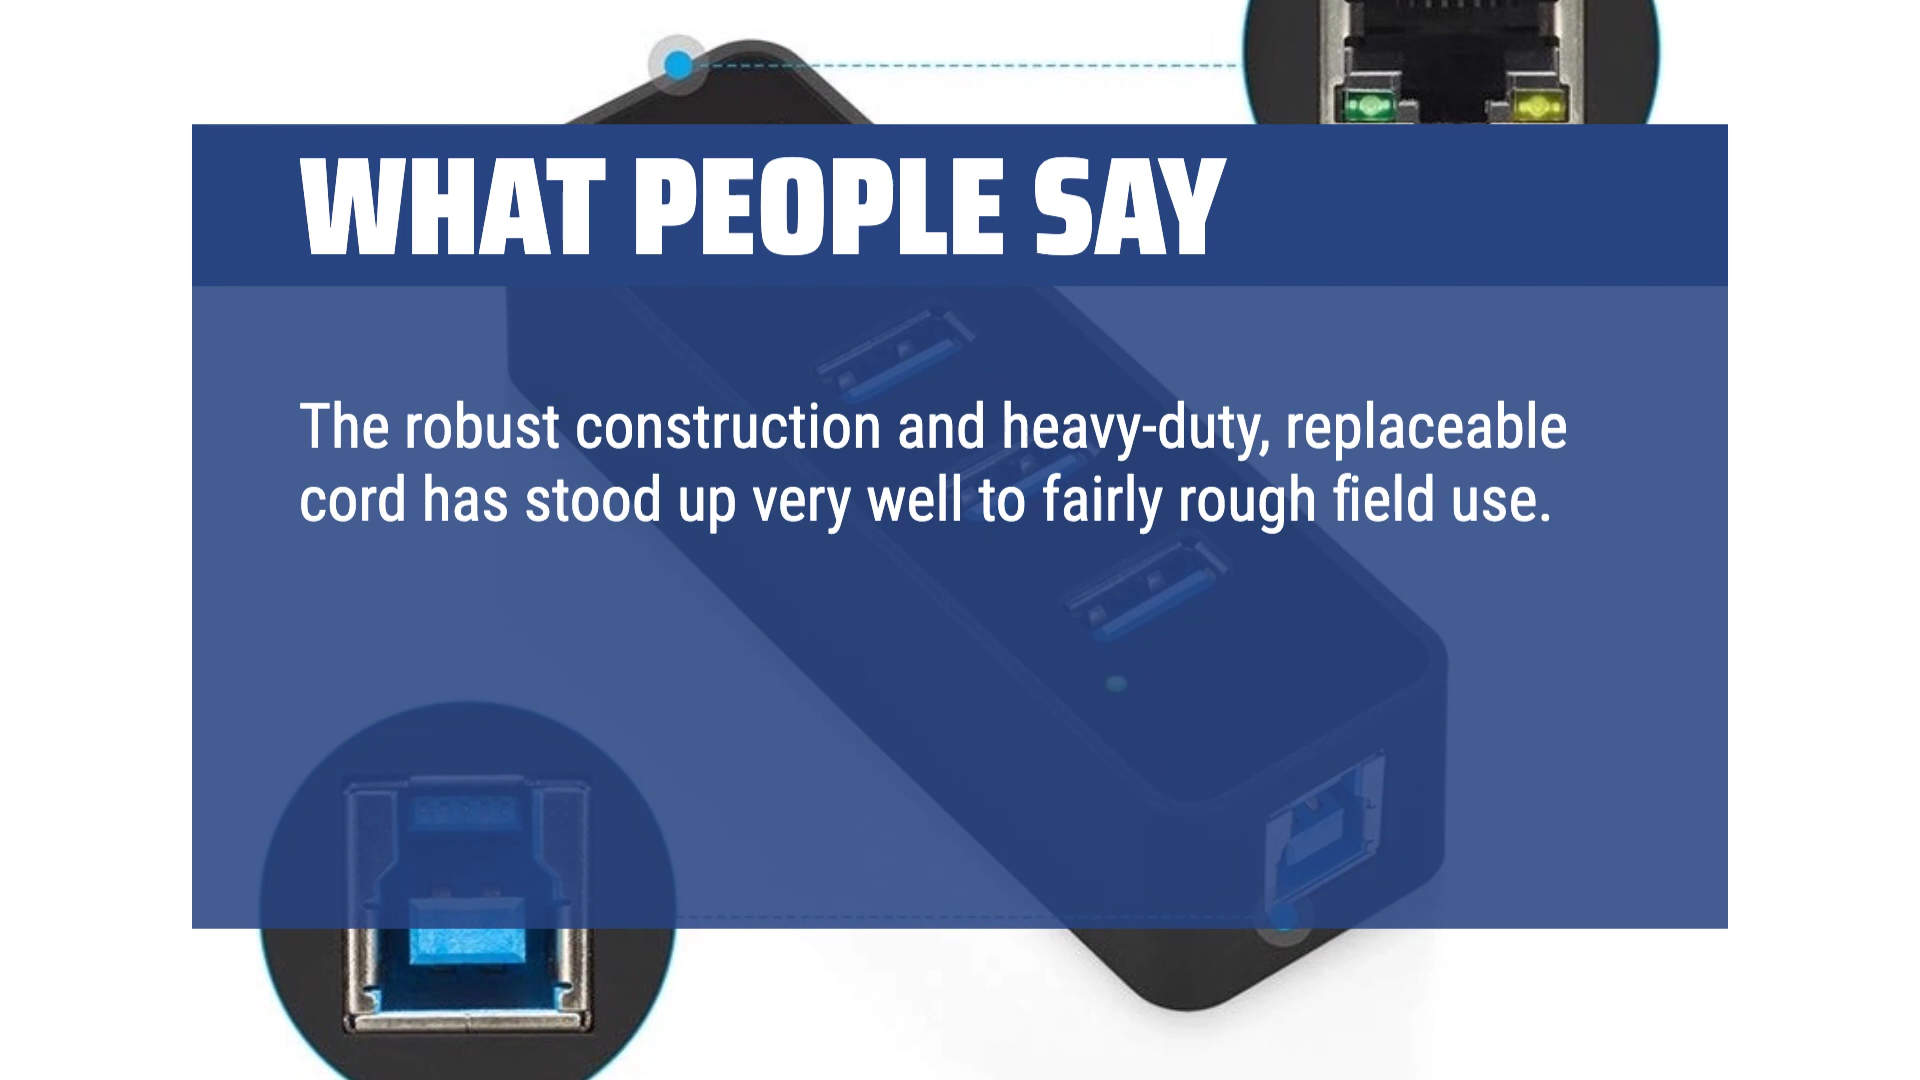 WHAT PEOPLE SAY
The robust construction and heavy-duty, replaceable
cord has stood up very well to fairly rough field use.